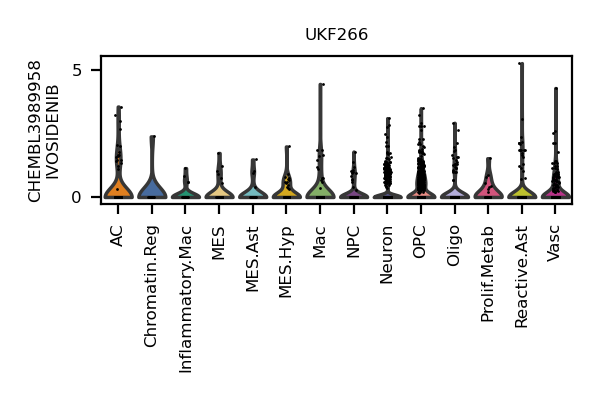 UKF266
CHEMBL3989958
IVOSIDENIB
5
0
AC
Chromatin.Reg
Inflammatory.Mac
MES
MES.Ast
MES.Hyp
Mac
NPC
Neuron
OPC
Oligo
Prolif.Metab
Reactive.Ast
Vasc